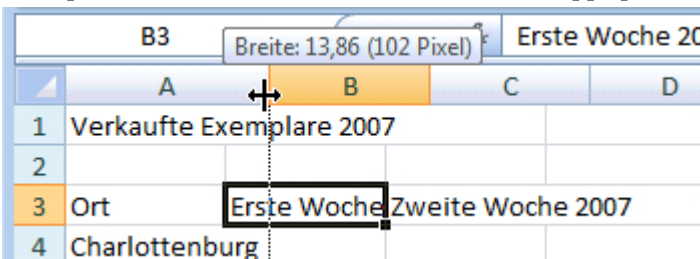 B3 Breite: 13,86 (102 Pixel) Erste Woche 20
A B C D
1 Verkaufte Exemplare 2007
2
3 Ort Erste Woche Zweite Woche 2007
4 Charlottenburg